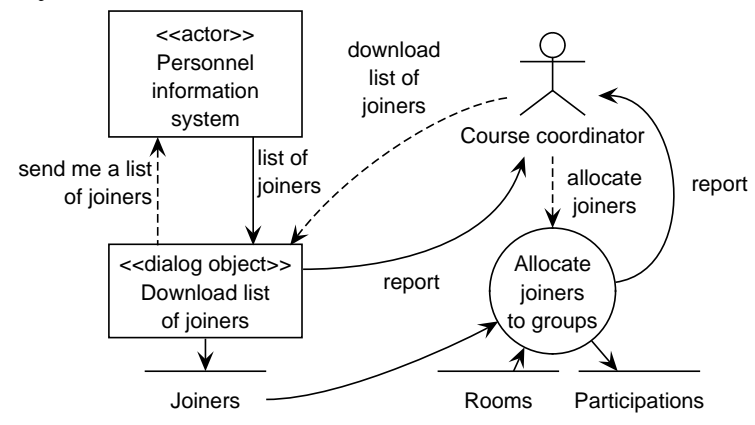 <<actor>>
Personnel
information
system
download
list of
joiners
Course coordinator
send me a list
of joiners
list of
joiners
allocate
joiners
report
<<dialog object>>
Download list
of joiners
report
Allocate
joiners
to groups
Joiners
Rooms
Participations